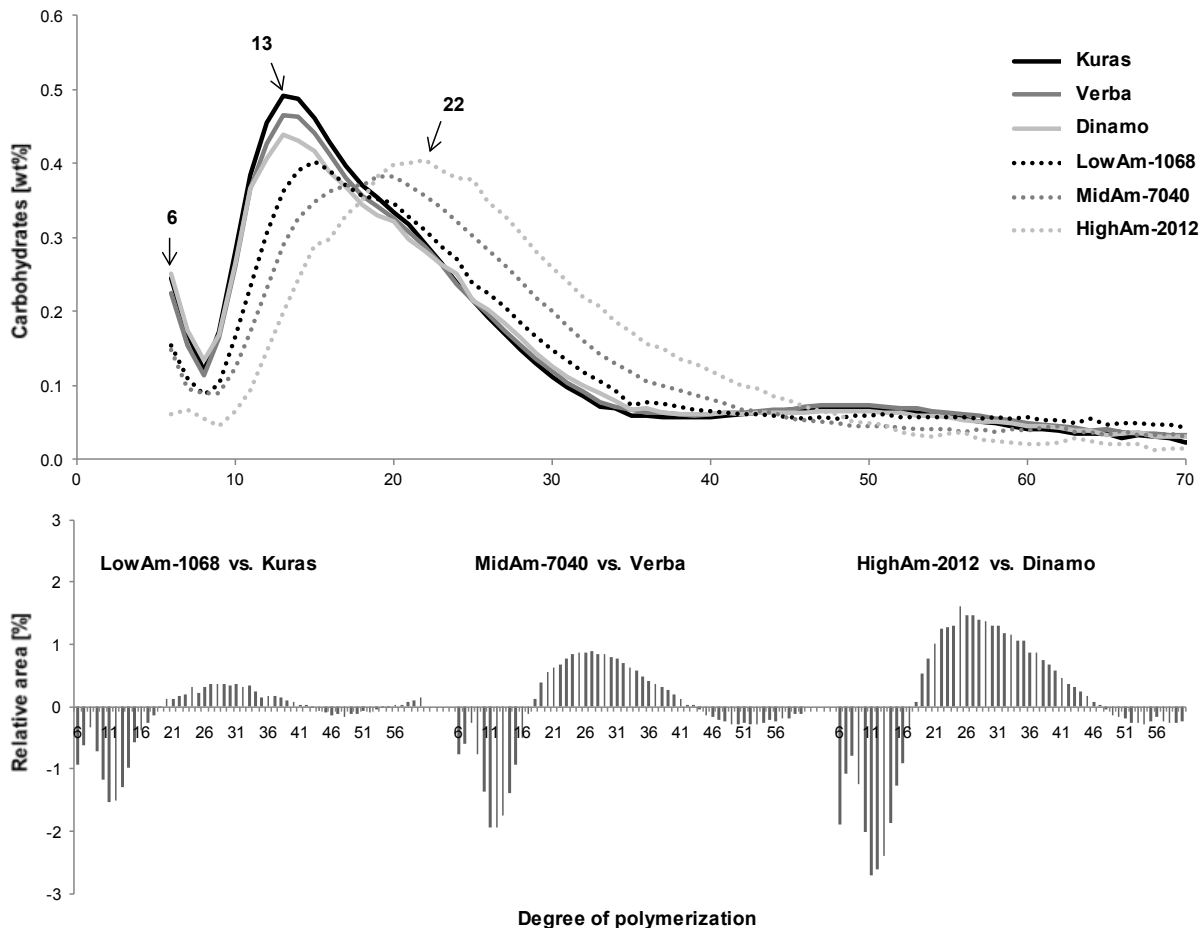 0.6
0.5
0.4
0.3
0.2
0.1
0.0
Carbohydrates [wt%]
6
13
22
Kuras
Verba
Dinamo
LowAm-1068
MidAm-7040
HighAm-2012
0 10 20 30 40 50 60 70
3
2
1
0
-1
-2
-3
Relative area [%]
LowAm-1068 vs. Kuras
MidAm-7040 vs. Verba
HighAm-2012 vs. Dinamo
6 11 16 21 26 31 36 41 46 51 56
6 11 16 21 26 31 36 41 46 51 56
6 11 16 21 26 31 36 41 46 51 56
Degree of polymerization